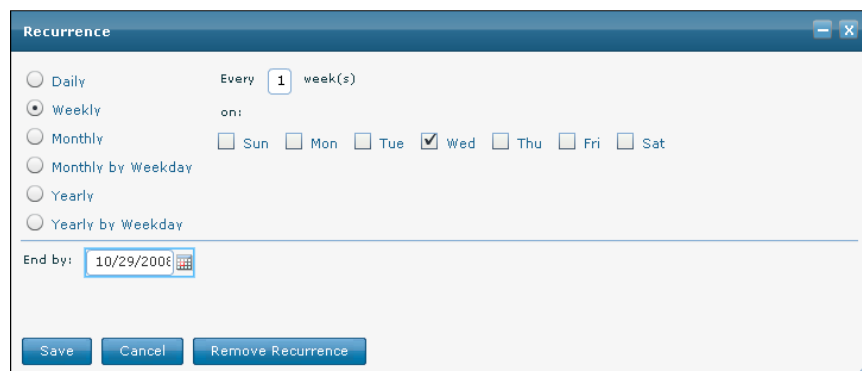 Recurrence
Daily
Every 1 week(s)
Weekly
on:
Monthly
Sun Mon Tue Wed Thu Fri Sat
Monthly by Weekday
Yearly
Yearly by Weekday
End by: 10/29/2008
Save Cancel Remove Recurrence